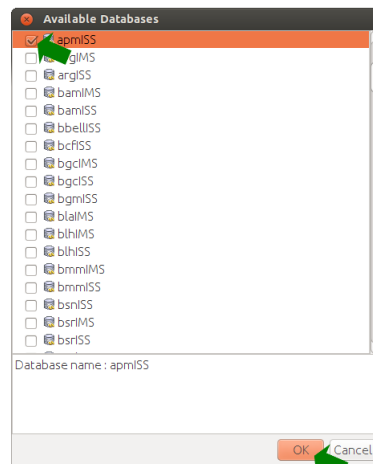 Available Databases
apmISS
argISS
bamIMS
bamISS
bbellISS
bcfISS
bgcIMS
bgcISS
bgmISS
blaIMS
blhIMS
blhISS
bmmIMS
bmmISS
bsnISS
bsrIMS
bsrISS
Database name : apmISS
OK
Cancel